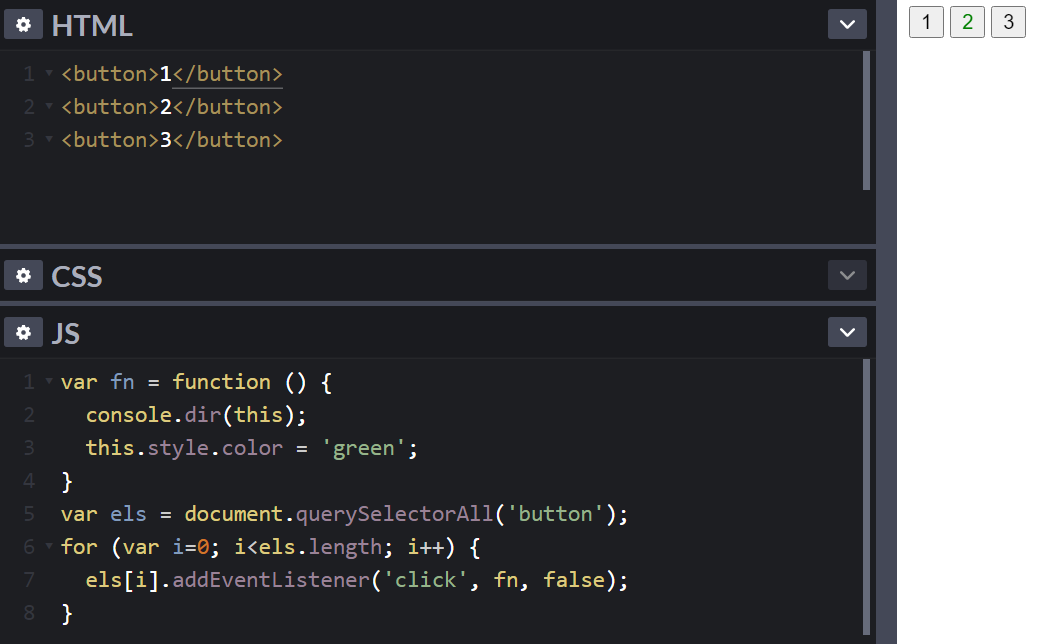 HTML
1 <button>1</button>
2 <button>2</button>
3 <button>3</button>
CSS
JS
1 var fn = function () {
2   console.dir(this);
3   this.style.color = 'green';
4 }
5 var els = document.querySelectorAll('button');
6 for (var i=0; i<els.length; i++) {
7   els[i].addEventListener('click', fn, false);
8 }
1 2 3